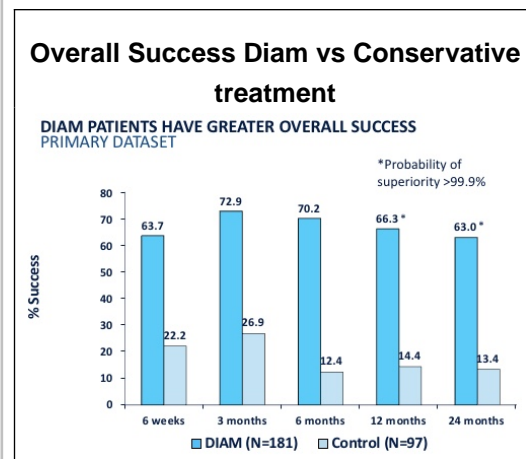 Overall Success Diam vs Conservative
treatment
DIAM PATIENTS HAVE GREATER OVERALL SUCCESS
PRIMARY DATASET
*Probability of
superiority >99.9%
% Success
80
70
60
50
40
30
20
10
0
63.7
22.2
72.9
26.9
70.2
12.4
66.3 *
14.4
63.0 *
13.4
6 weeks
3 months
6 months
12 months
24 months
DIAM (N=181)
Control (N=97)